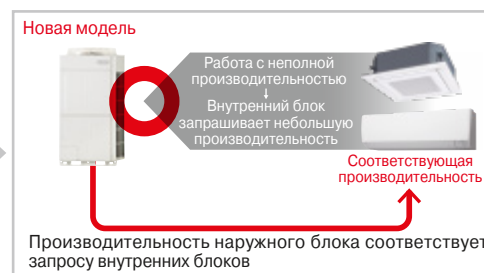 Новая модель
Работа с неполной
производительностью
↓
Внутренний блок
запрашивает небольшую
производительность
Соответствующая
производительность
Производительность наружного блока соответствует
запросу внутренних блоков